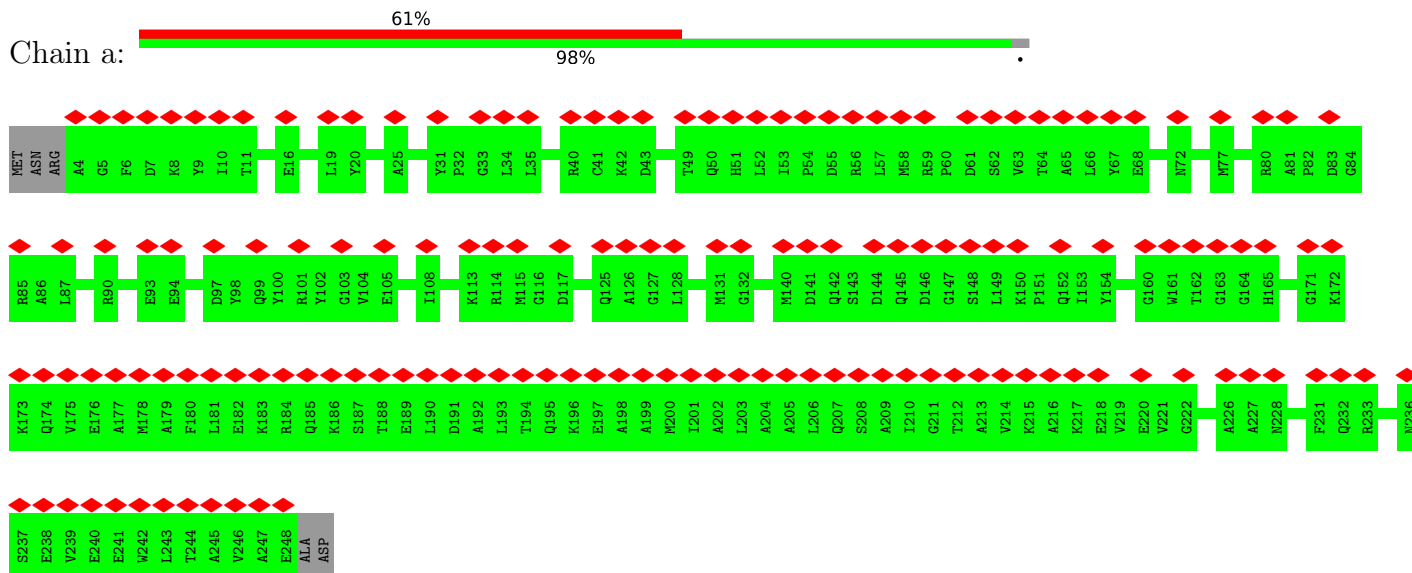 61%
Chain a:
98%
.
MET ASN ARG A4 G5 F6 D7 K8 Y9 I10 T11 E16 L19 Y20 A25 Y31 P32 G33 L34 L35 R40 C41 K42 D43 T49 Q50 H51 L52 I53 P54 D55 R56 L57 M58 R59 P60 D61 S62 V63 T64 A65 L66 Y67 E68 N72 M77 R80 A81 P82 D83 G84
R85 A86 L87 R90 E93 E94 D97 Y98 Q99 Y100 R101 Y102 G103 V104 E105 I108 K113 R114 M115 G116 D117 Q125 A126 G127 L128 M131 G132 M140 D141 Q142 S143 D144 Q145 D146 G147 S148 L149 K150 P151 Q152 I153 Y154 G160 W161 T162 G163 G164 H165 G171 K172
K173 Q174 V175 E176 A177 M178 A179 F180 L181 E182 K183 R184 Q185 K186 S187 T188 E189 L190 D191 A192 L193 T194 Q195 K196 E197 A198 A199 M200 I201 A202 L203 A204 A205 L206 Q207 S208 A209 I210 G211 T212 A213 V214 K215 A216 K217 E218 V219 E220 V221 G222 A226 A227 N228 F231 Q232 R233 N236
S237 E238 V239 E240 E241 W242 L243 T244 A245 V246 A247 E248 ALA ASP